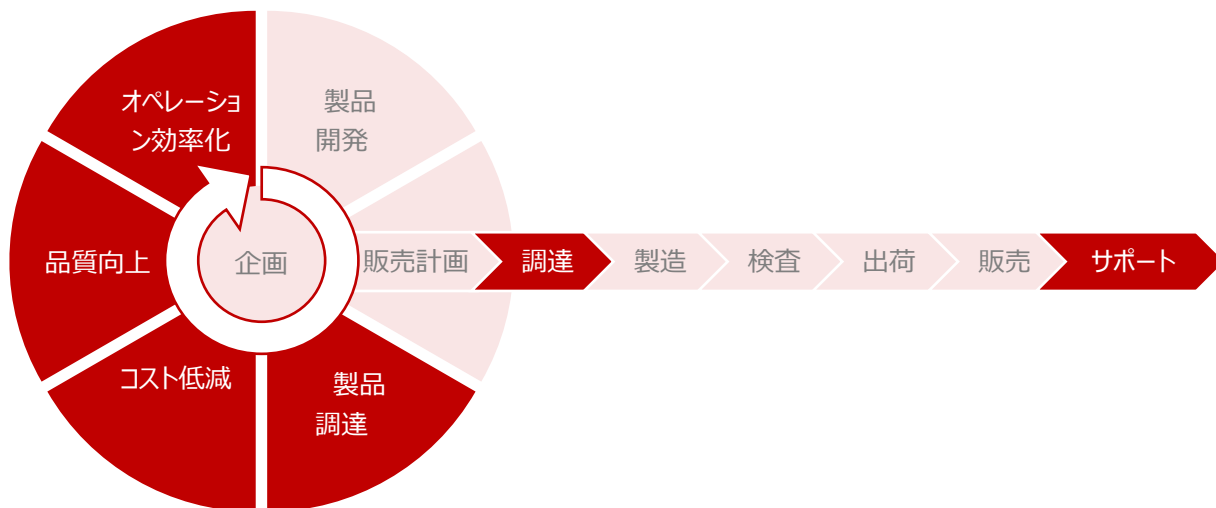 オペレーショ
ン効率化
製品
開発
品質向上
企画
販売計画
調達
製造
検査
出荷
販売
サポート
コスト低減
製品
調達